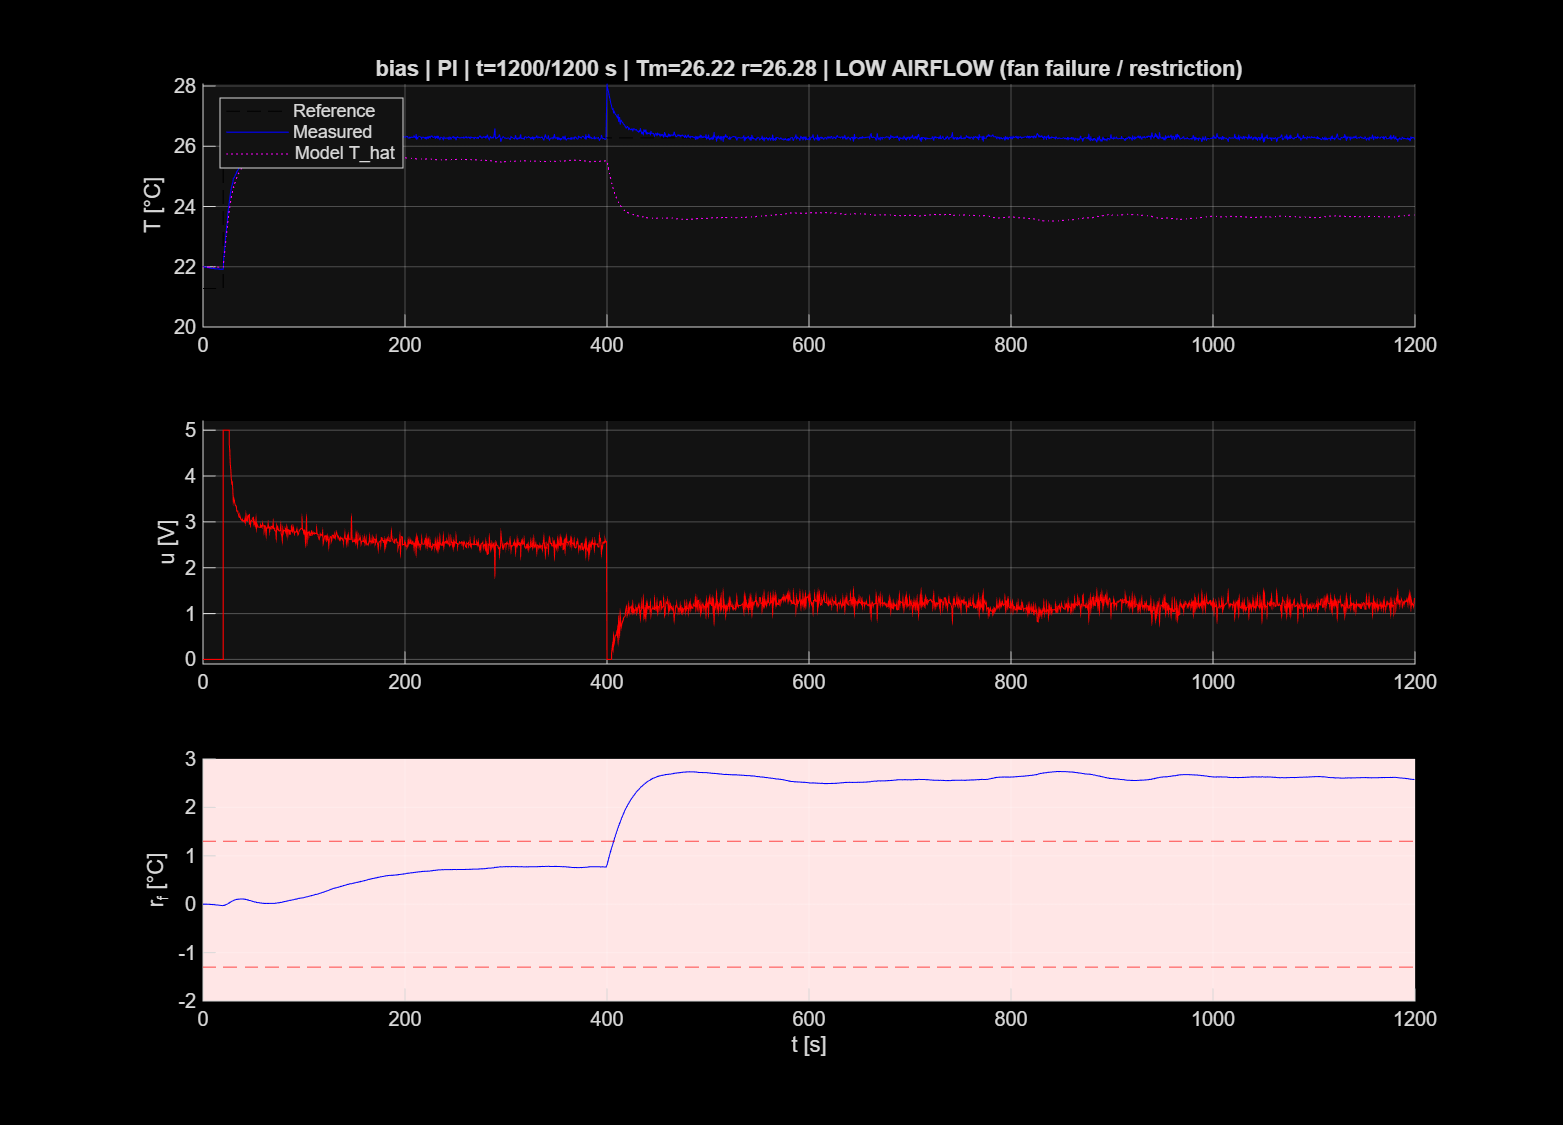 bias | PI | t=1200/1200 s | Tm=26.22 r=26.28 | LOW AIRFLOW (fan failure / restriction)
28
26
24
22
20
T [°C]
Reference
Measured
Model T_hat
0 200 400 600 800 1000 1200
5
4
3
2
1
0
u [V]
0 200 400 600 800 1000 1200
3
2
1
0
-1
-2
rf [°C]
0 200 400 600 800 1000 1200
t [s]